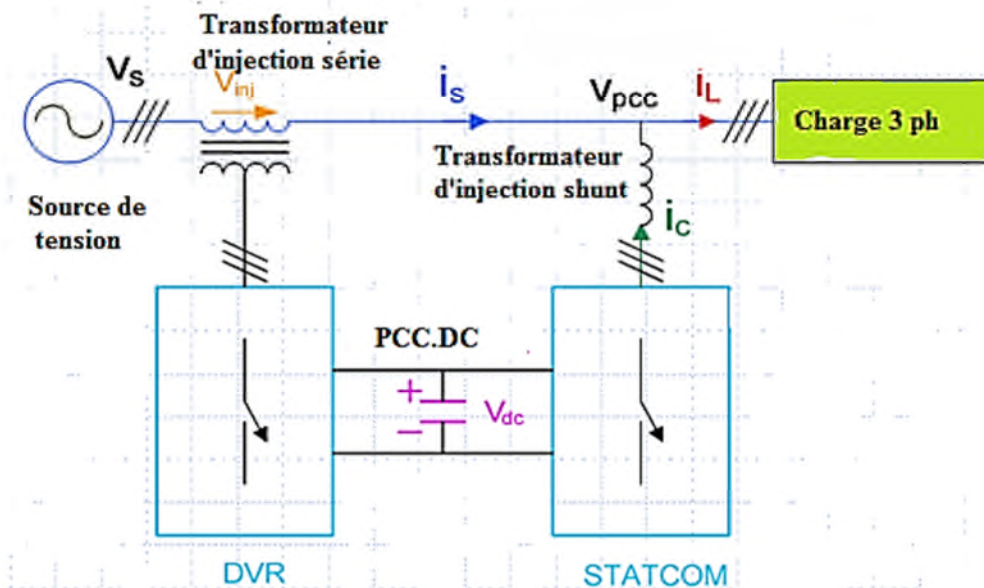 Transformateur
d'injection série
Vs
Vinj
is
Vpcc
iL
Charge 3 ph
Transformateur
d'injection shunt
Source de
tension
ic
PCC.DC
+
Vdc
−
DVR
STATCOM